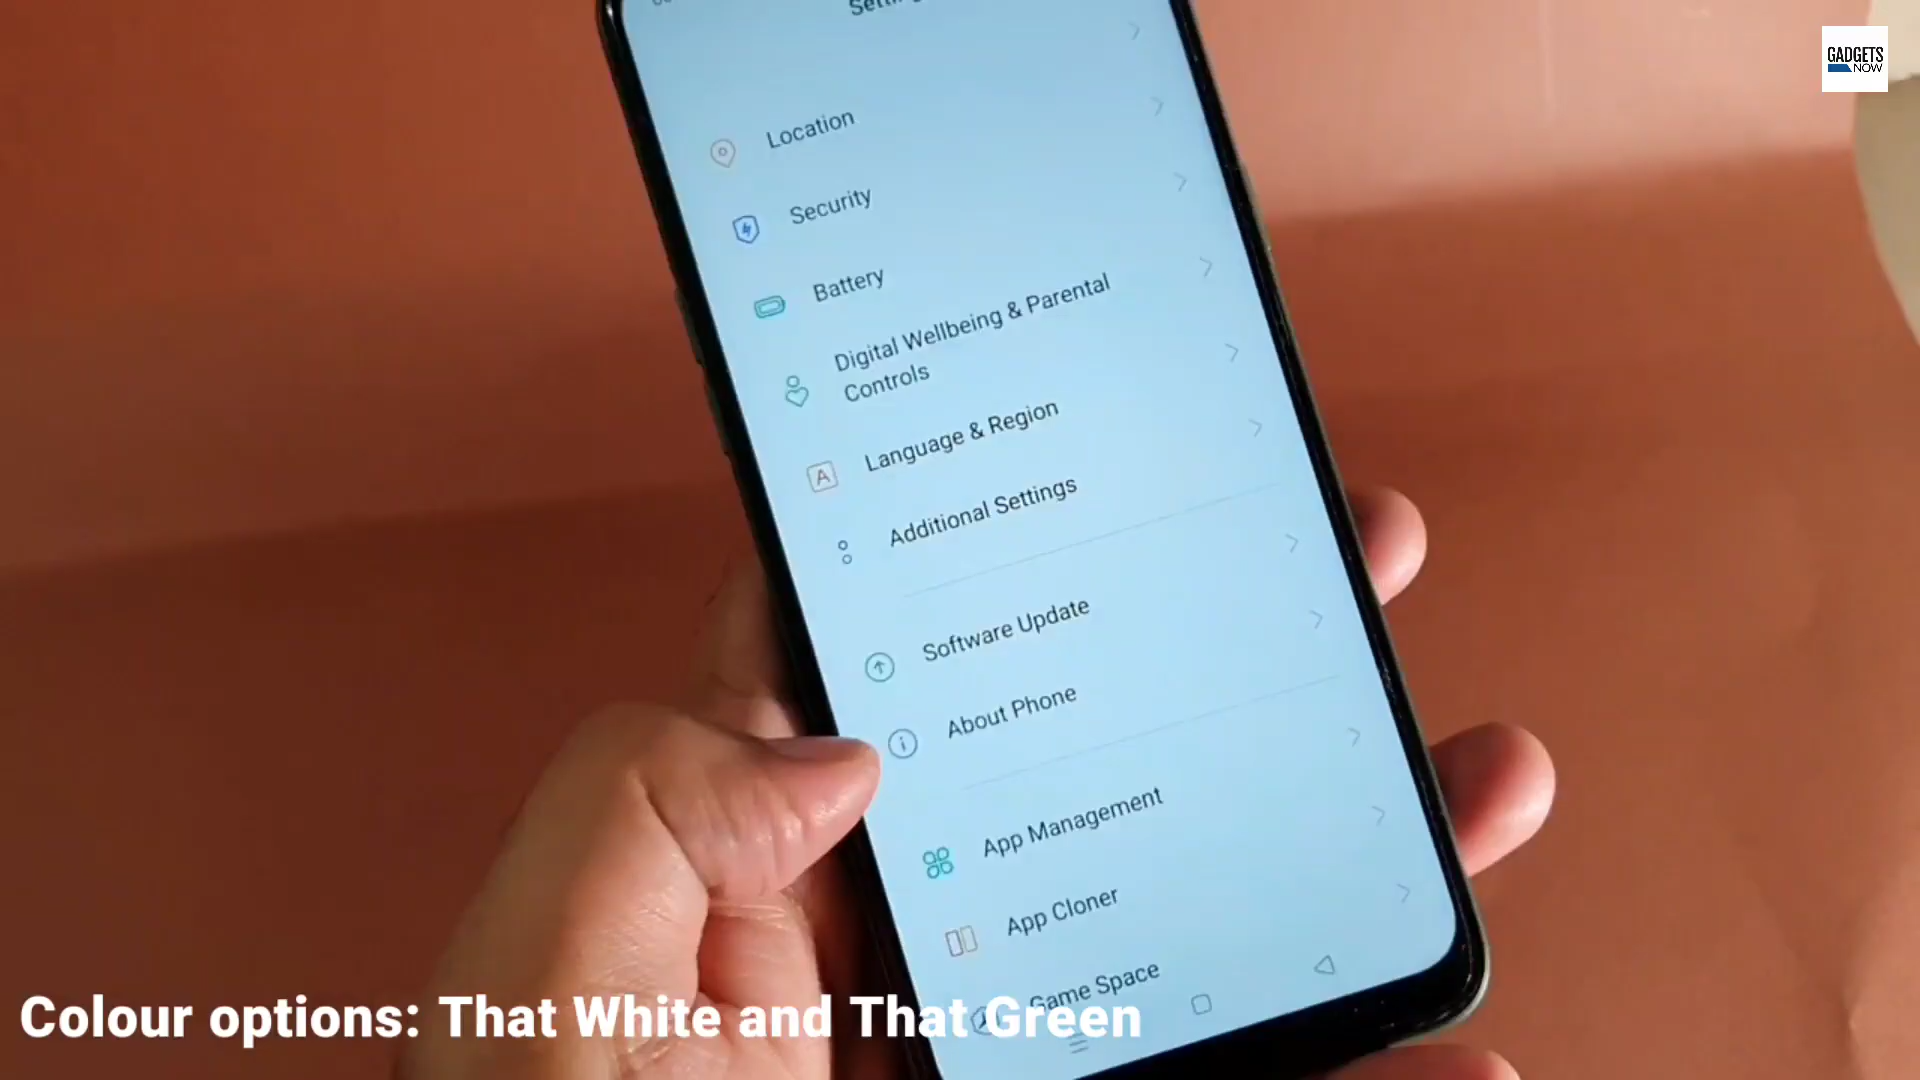 GADGETS
NOW
Location
Security
Battery
Digital Wellbeing & Parental
Controls
Language & Region
A
Additional Settings
Software Update
About Phone
App Management
App Cloner
Game Space
Colour options: That White and That Green